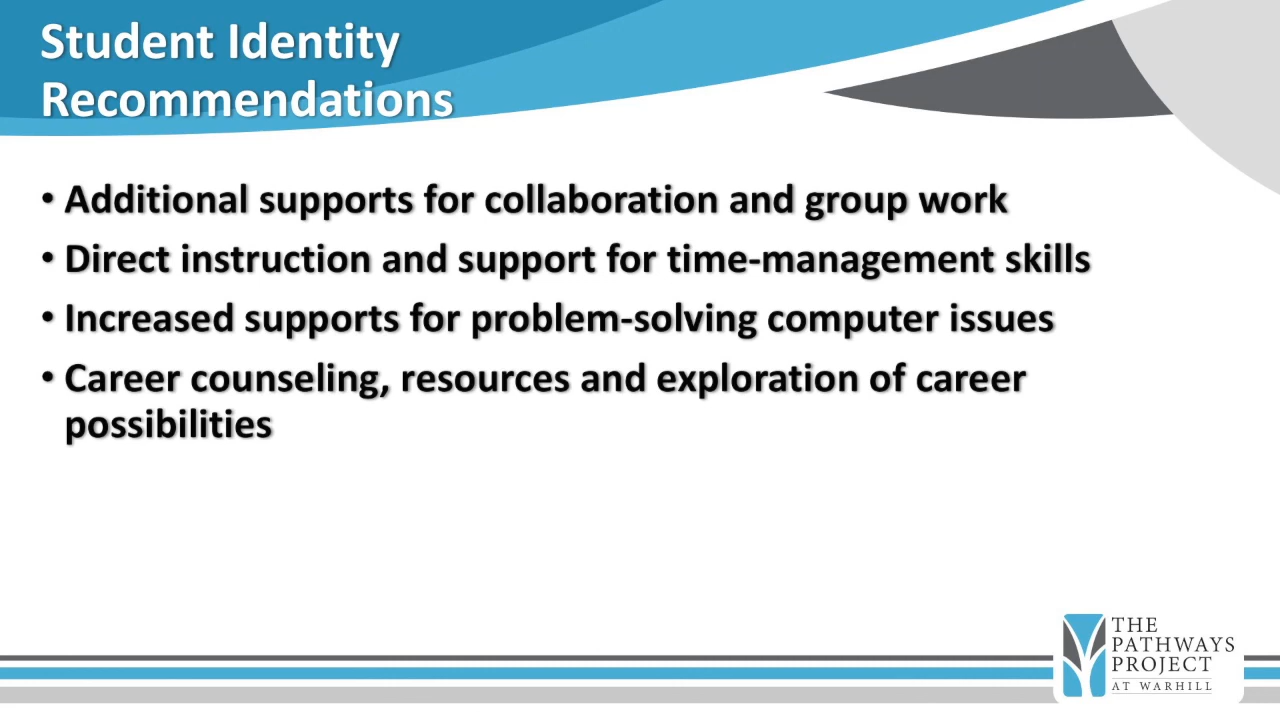 Student Identity
Recommendations
• Additional supports for collaboration and group work
• Direct instruction and support for time-management skills
• Increased supports for problem-solving computer issues
• Career counseling, resources and exploration of career
possibilities
THE
PATHWAYS
PROJECT
AT WARHILL